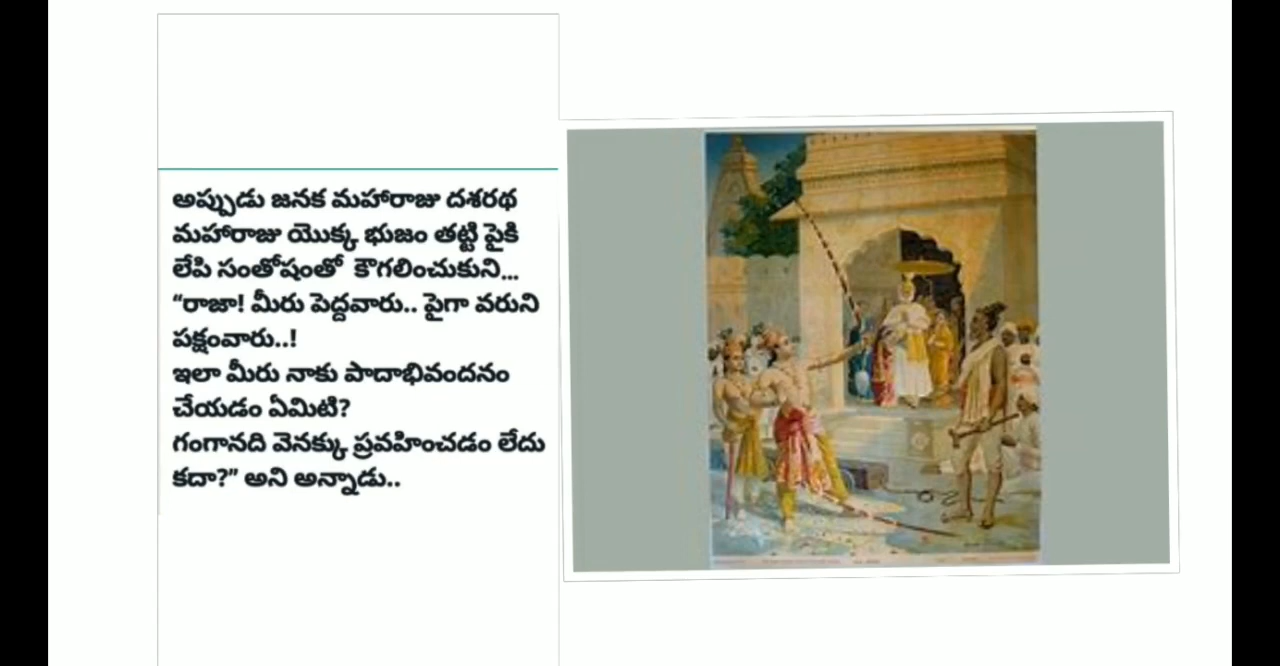 అప్పుడు జనక మహారాజు దశరథ
మహారాజు యొక్క భుజం తట్టి పైకి
లేపి సంతోషంతో కౌగలించుకుని...
“రాజా! మీరు పెద్దవారు.. పైగా వరుని
పక్షంవారు..!
ఇలా మీరు నాకు పాదాభివందనం
చేయడం ఏమిటి?
గంగానది వెనక్కు ప్రవహించడం లేదు
కదా?” అని అన్నాడు..